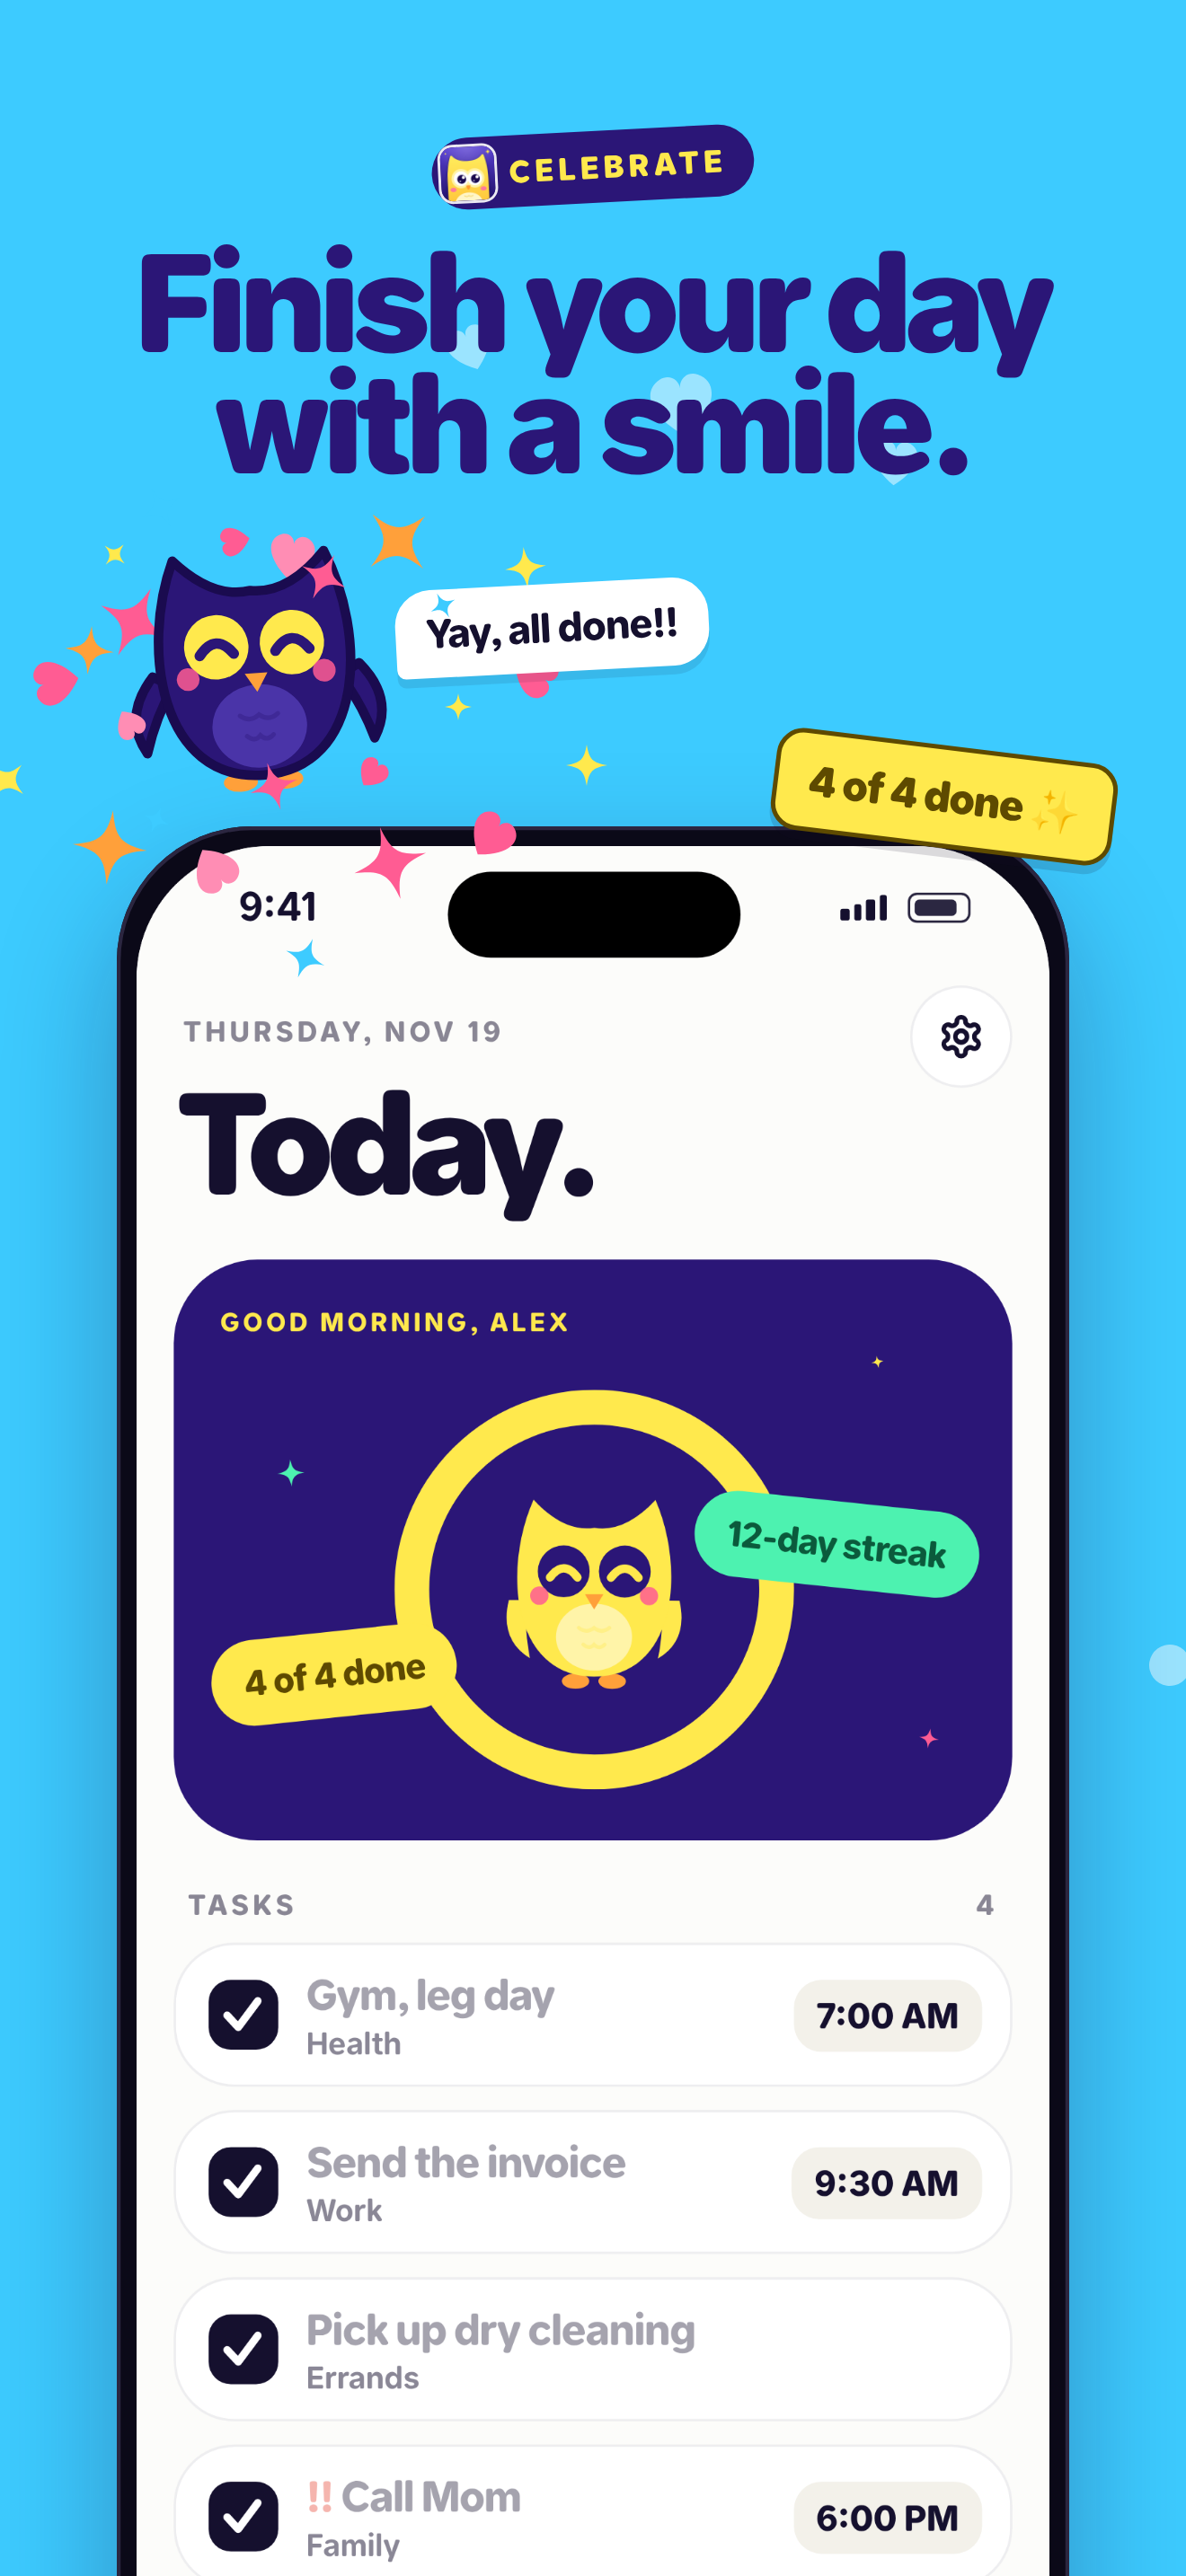 CELEBRATE
Finish your day
with a smile.
Yay, all done!!
4 of 4 done ✨
9:41
THURSDAY, NOV 19
Today.
GOOD MORNING, ALEX
12-day streak
4 of 4 done
TASKS 4
Gym, leg day
Health
7:00 AM
Send the invoice
Work
9:30 AM
Pick up dry cleaning
Errands
!! Call Mom
Family
6:00 PM